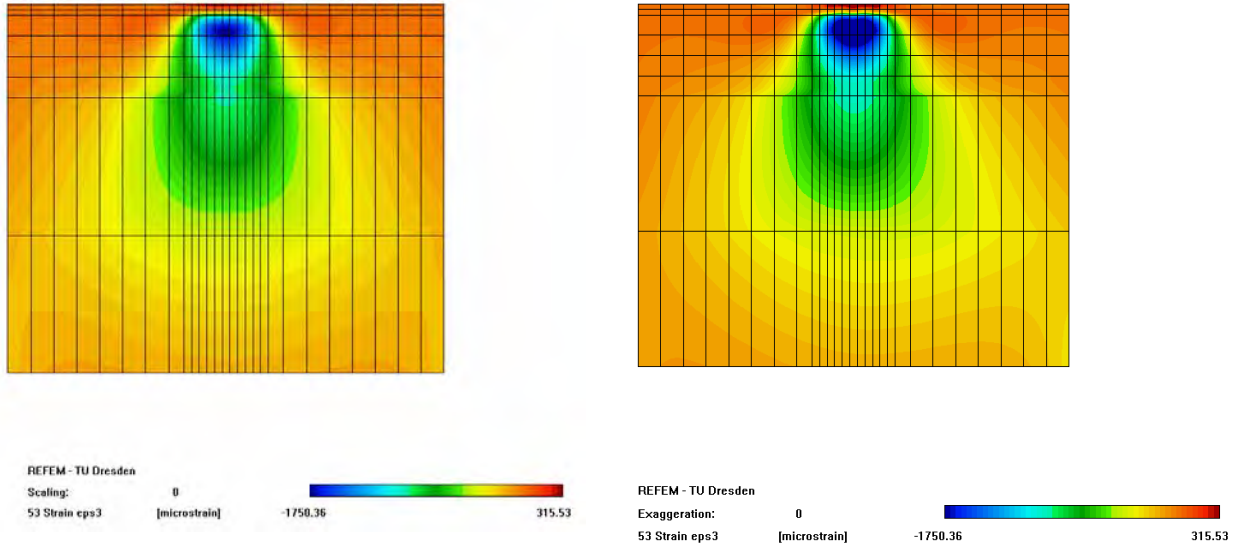 REFEM - TU Dresden
Scaling: 0
53 Strain eps3 [microstrain] -1750.36 315.53
REFEM - TU Dresden
Exaggeration: 0
53 Strain eps3 [microstrain] -1750.36 315.53